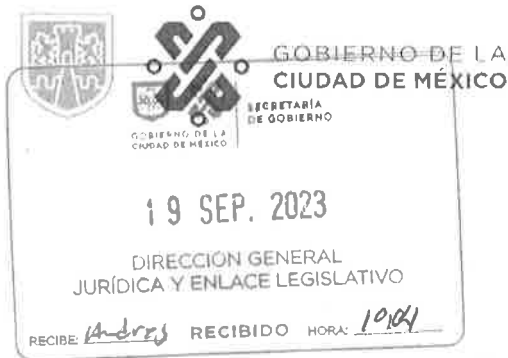 GOBIERNO DE LA
CIUDAD DE MÉXICO
SECRETARÍA
DE GOBIERNO
GOBIERNO DE LA
CIUDAD DE MÉXICO
19 SEP. 2023
DIRECCIÓN GENERAL
JURÍDICA Y ENLACE LEGISLATIVO
RECIBE: Andres RECIBIDO HORA: 10:04